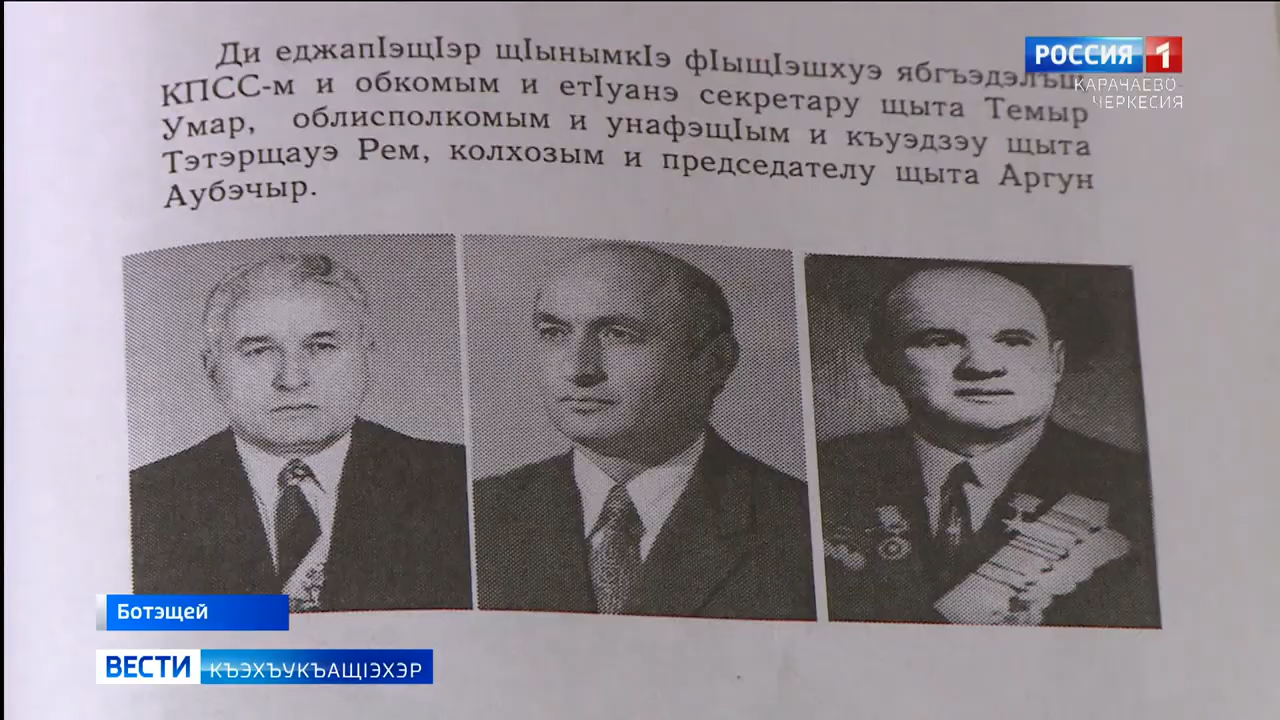 Ди еджапIэщIэр щIынымкIэ фIыщIэшхуэ ябгъэдэлъщ
КПСС-м и обкомым и етIуанэ секретару щыта Темыр
Умар, облисполкомым и унафэщIым и къуэдзэу щыта
Тэтэрщауэ Рем, колхозым и председателу щыта Аргун
Аубэчыр.
РОССИЯ 1
КАРАЧАЕВО-
ЧЕРКЕСИЯ
Ботэщей
ВЕСТИ КЪЭХЪУКЪАЩIЭХЭР